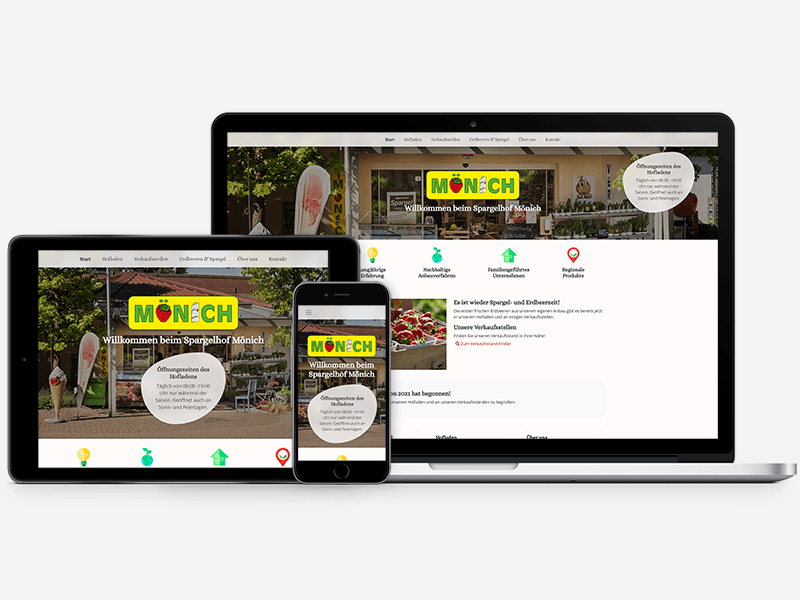 Start Hofladen Verkaufsstellen Erdbeeren & Spargel Über uns Kontakt
MÖNICH
Willkommen beim Spargelhof Mönich
Öffnungszeiten des
Hofladens
Täglich von 08:00 -19:00
Uhr nur während der
Saison. Geöffnet auch an
Sonn- und Feiertagen.
MÖNICH
Spargel
Langjährige
Erfahrung
Nachhaltige
Anbauverfahren
Familiengeführtes
Unternehmen
Regionale
Produkte
Es ist wieder Spargel- und Erdbeerzeit!
Die ersten frischen Erdbeeren aus unserem eigenen Anbau gibt es bereits jetzt
in unserem Hofladen und an einigen Verkaufsstellen.
Unsere Verkaufsstellen
Finden Sie unseren Verkaufsstand in Ihrer Nähe!
Zum Verkaufsstand-Finder
on 2021 hat begonnen!
unserem Hofladen und an unseren Verkaufsständen zu begrüßen.
Hofladen
Über uns
Start Hofladen Verkaufsstellen Erdbeeren & Spargel Über uns Kontakt
MÖNICH
Willkommen beim Spargelhof Mönich
Öffnungszeiten des
Hofladens
Täglich von 08:00 -19:00
Uhr nur während der
Saison. Geöffnet auch an
Sonn- und Feiertagen.
MÖNICH
Willkommen beim
Spargelhof Mönich
Öffnungszeiten des
Hofladens
Täglich von 08:00 -19:00
Uhr nur während der
Saison. Geöffnet auch an
Sonn- und Feiertagen.